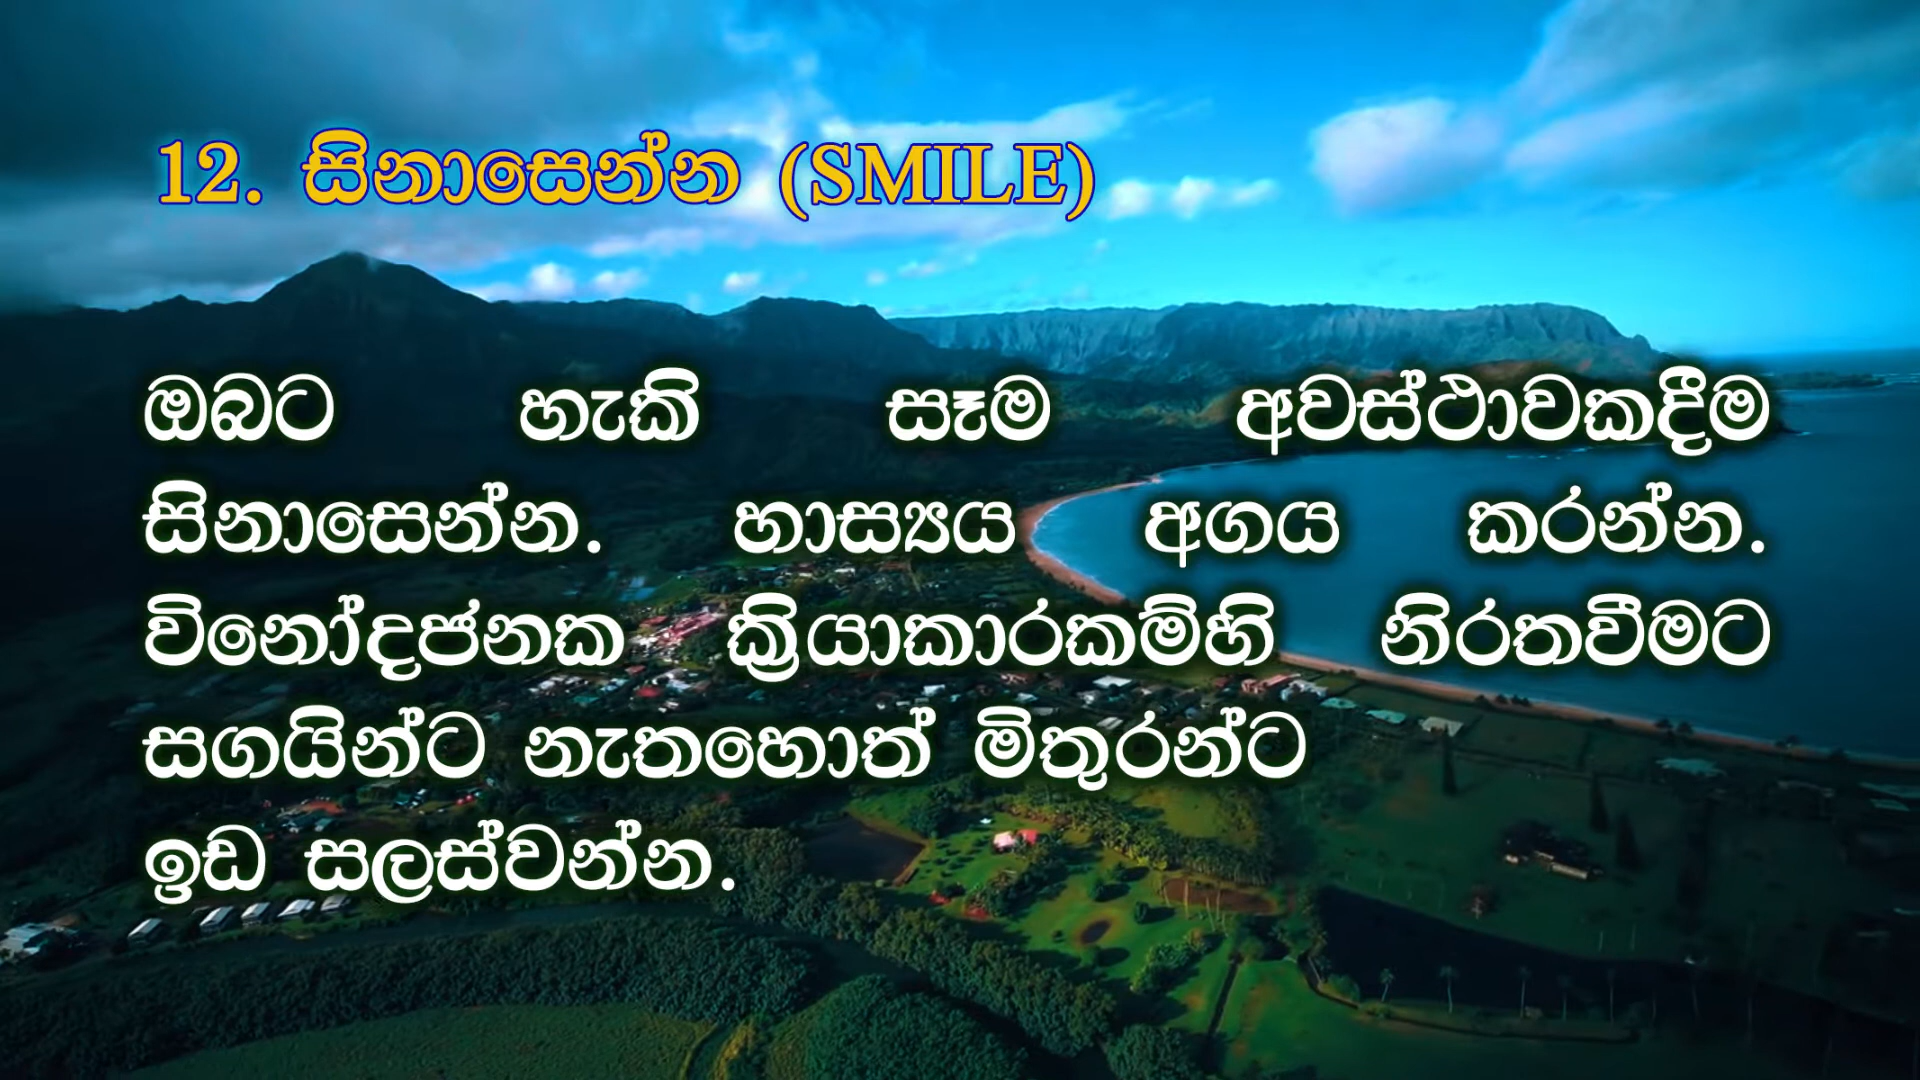 12. සිනාසෙන්න (SMILE)
ඔබට හැකි සෑම අවස්ථාවකදීම
සිනාසෙන්න. හාස්‍යය අගය කරන්න.
විනෝදජනක ක්‍රියාකාරකම්හි නිරතවීමට
සගයින්ට නැතහොත් මිතුරන්ට
ඉඩ සලස්වන්න.